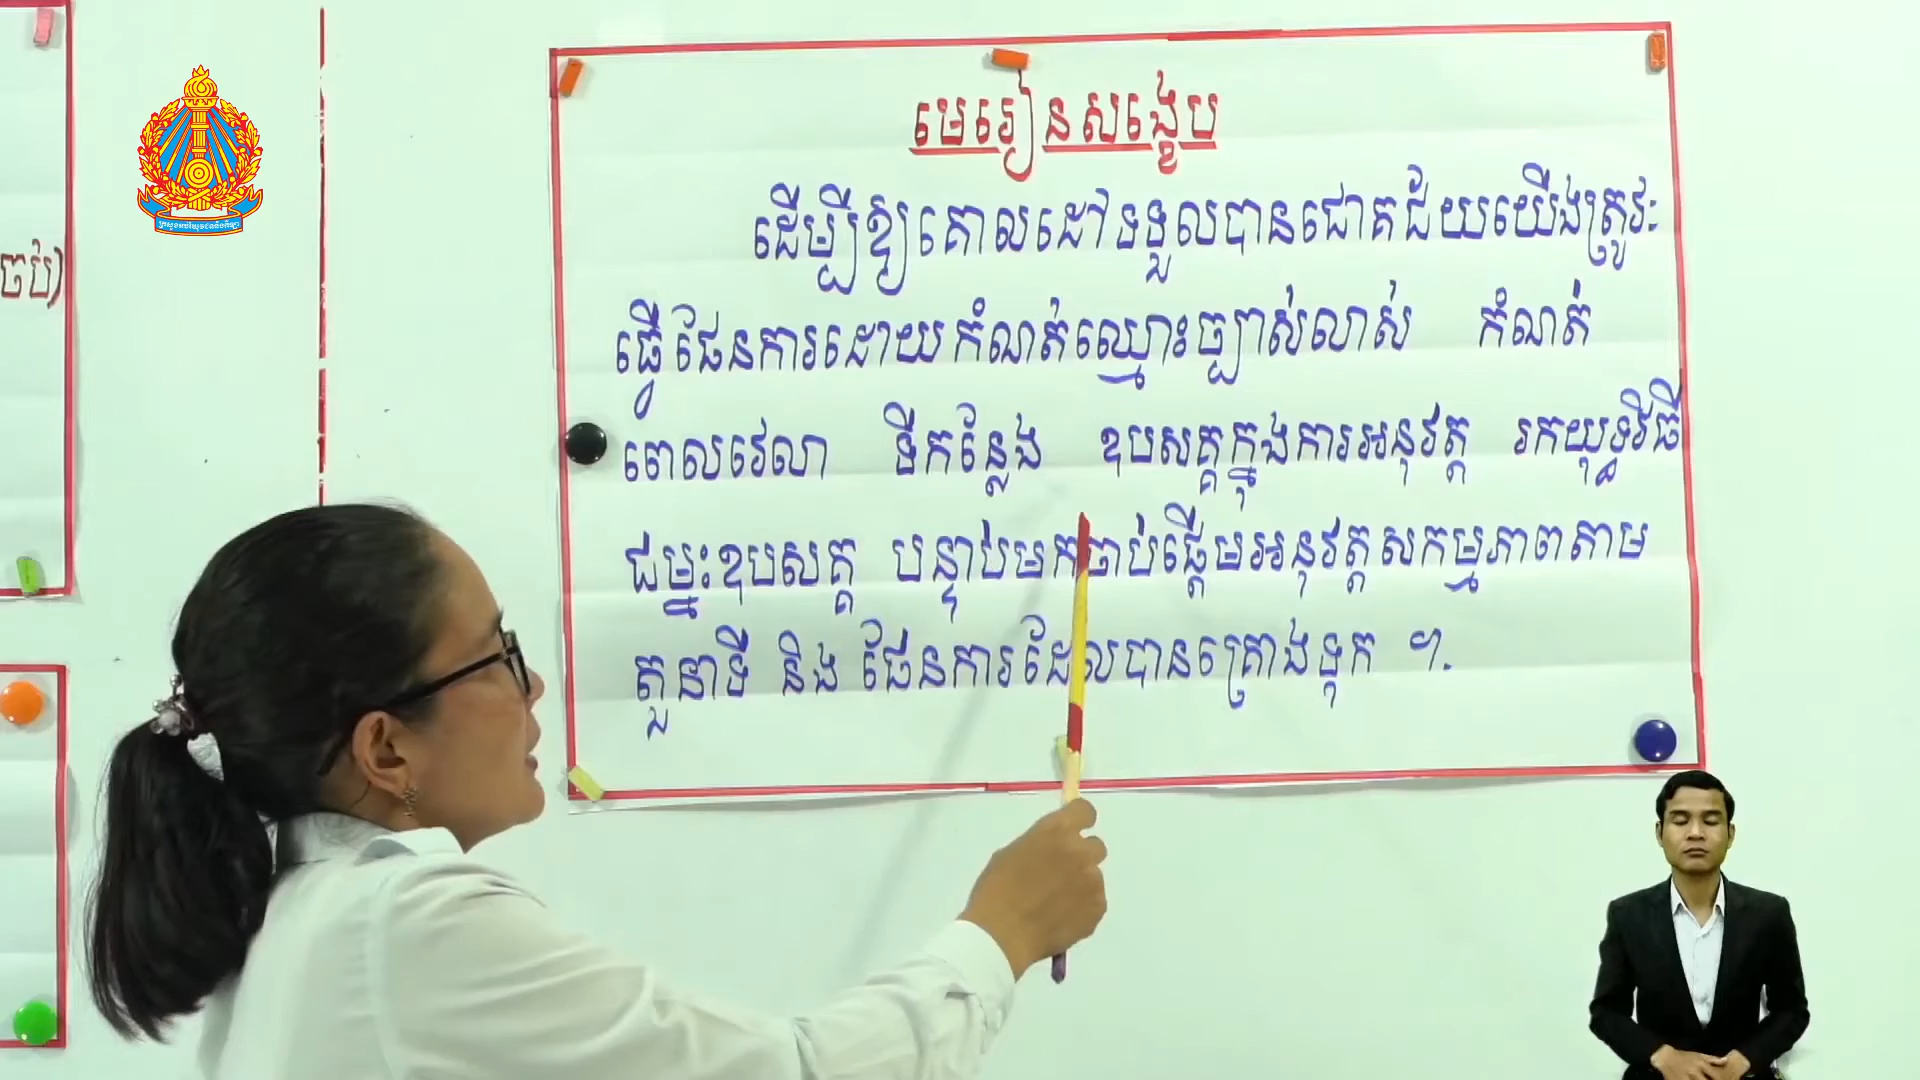 មេរៀនសង្ខេប
ដើម្បីឱ្យគោលដៅទទួលបានជោគជ័យយើងត្រូវ:
ធ្វើផែនការដោយកំណត់ឈ្មោះច្បាស់លាស់ កំណត់
ពេលវេលា ទីកន្លែង ឧបសគ្គក្នុងការអនុវត្ត រកយុទ្ធវិធី
ជម្នះឧបសគ្គ បន្ទាប់មកចាប់ផ្ដើមអនុវត្តសកម្មភាពតាម
តួនាទី និង ផែនការដែលបានគ្រោងទុក ។
ចប់)